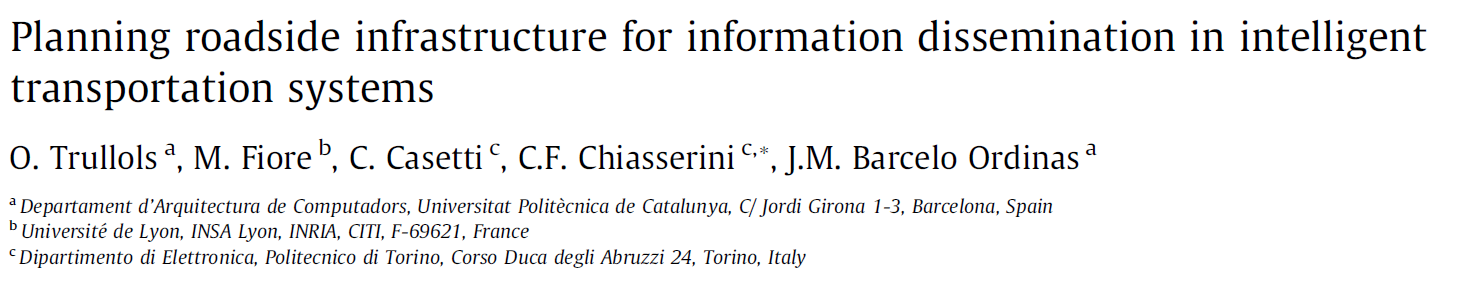 Planning roadside infrastructure for information dissemination in intelligent
transportation systems
O. Trullols a, M. Fiore b, C. Casetti c, C.F. Chiasserini c,*, J.M. Barcelo Ordinas a
a Departament d'Arquitectura de Computadors, Universitat Politècnica de Catalunya, C/ Jordi Girona 1-3, Barcelona, Spain
b Université de Lyon, INSA Lyon, INRIA, CITI, F-69621, France
c Dipartimento di Elettronica, Politecnico di Torino, Corso Duca degli Abruzzi 24, Torino, Italy